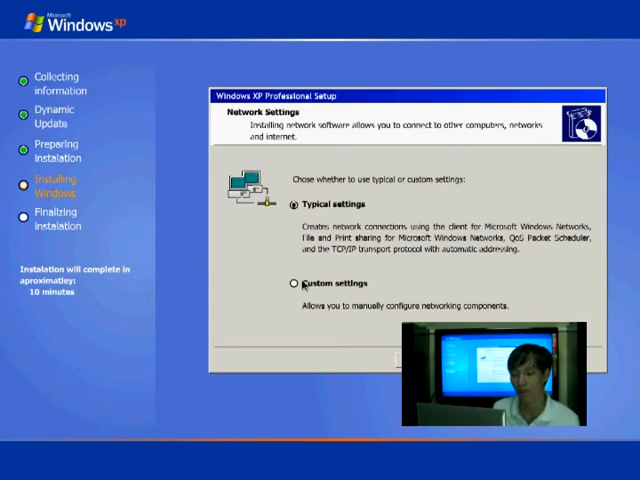 Microsoft
Windows xp
Collecting
information
Dynamic
Update
Preparing
Instalation
Installing
Windows
Finalizing
instalation
Instalation will complete in
aproximatley:
10 minutes
Windows XP Professional Setup
Network Settings
Installing network software allows you to connect to other computers, networks
and internet.
Chose whether to use typical or custom settings:
Typical settings
Creates network connections using the client for Microsoft Windows Networks,
File and Print sharing for Microsoft Windows Networks, QoS Packet Scheduler,
and the TCP/IP transport protocol with automatic addressing.
Custom settings
Allows you to manually configure networking components.